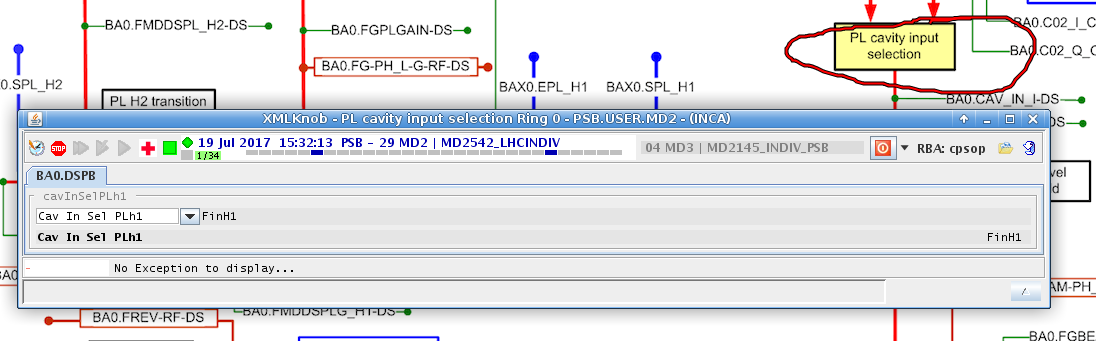 BA0.FMDDSPL_H2-DS
BA0.FGPLGAIN-DS
BA0.FG-PH_L-G-RF-DS
PL cavity input
selection
BA0.C02_I_C
BA0.C02_Q_C
0.SPL_H2
BAX0.EPL_H1
BAX0.SPL_H1
PL H2 transition
BA0.CAV_IN_I-DS
DS
XMLKnob - PL cavity input selection Ring 0 - PSB.USER.MD2 - (INCA)
STOP
19 Jul 2017 15:32:13 PSB - 29 MD2 | MD2542_LHCINDIV
1/34
04 MD3 | MD2145_INDIV_PSB
RBA: cpsop
BA0.DSPB
cavInSelPLh1
Cav In Sel PLh1
FinH1
Cav In Sel PLh1
FinH1
-
No Exception to display...
vel
d
BA0
AM-PH_
BA0.FMDDSPLG_H1-DS
BA0.FREV-RF-DS
BA0.FGBE